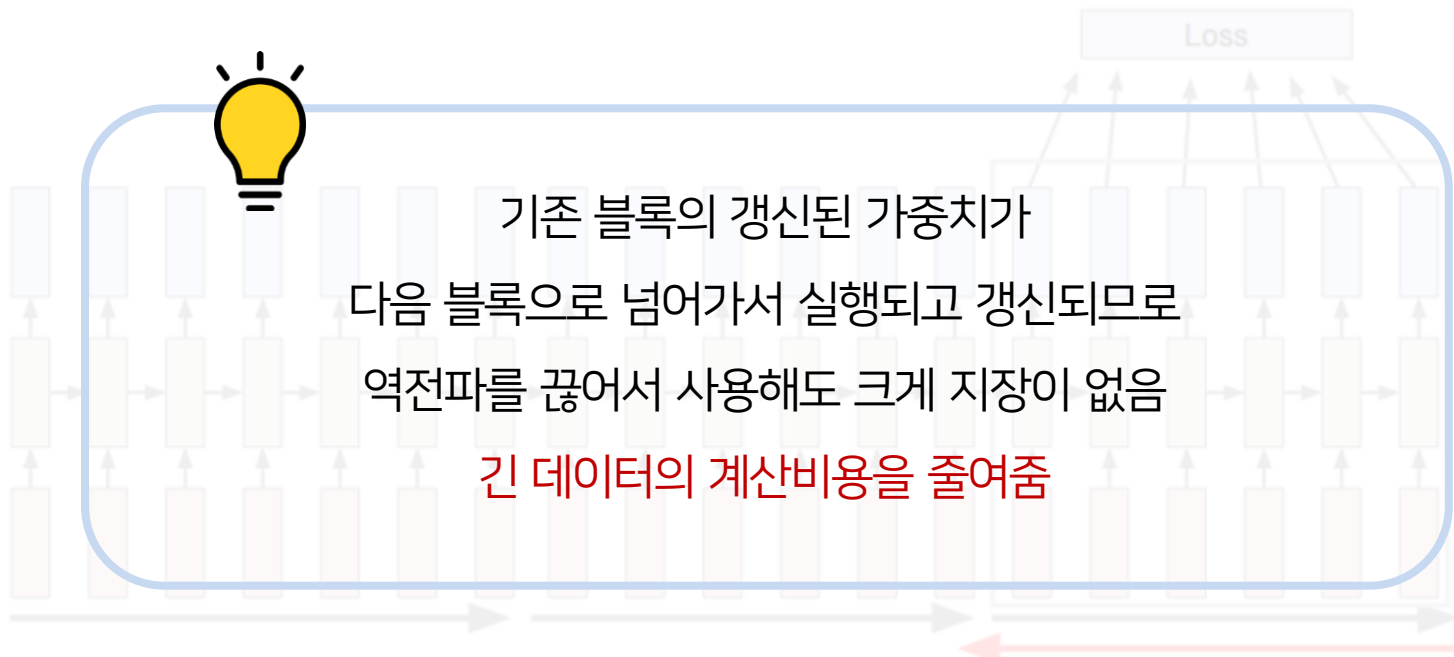 Loss
기존 블록의 갱신된 가중치가
다음 블록으로 넘어가서 실행되고 갱신되므로
역전파를 끊어서 사용해도 크게 지장이 없음
긴 데이터의 계산비용을 줄여줌